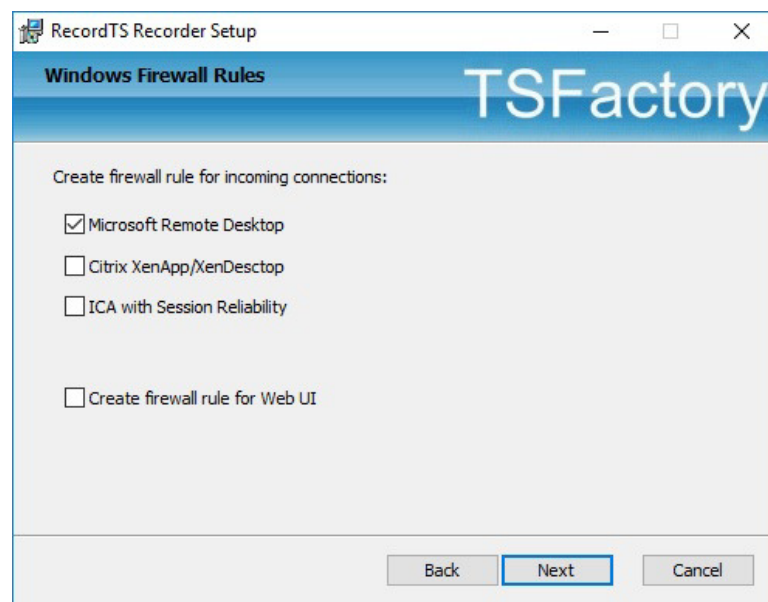 RecordTS Recorder Setup
Windows Firewall Rules
TSFactory
Create firewall rule for incoming connections:
Microsoft Remote Desktop
Citrix XenApp/XenDesctop
ICA with Session Reliability
Create firewall rule for Web UI
Back Next Cancel